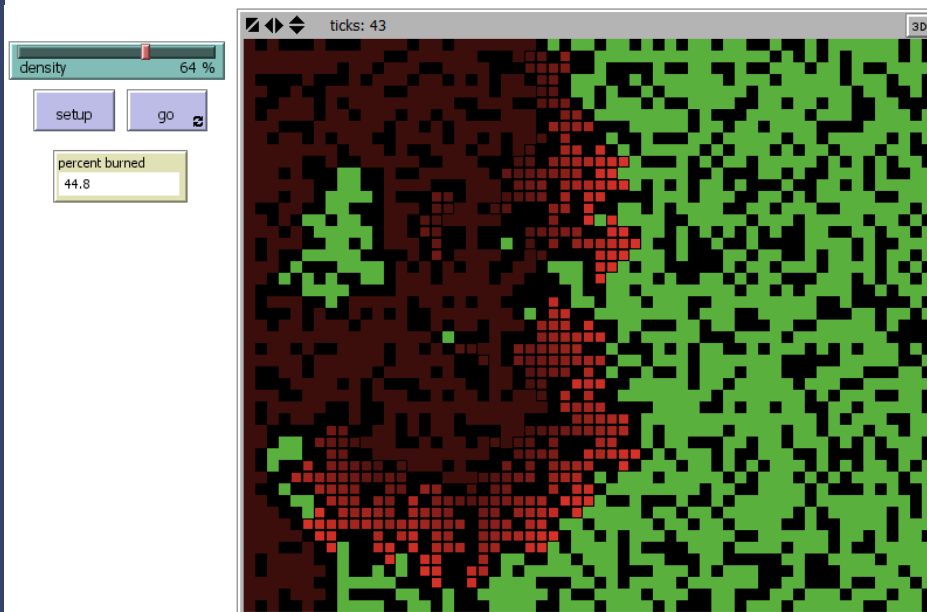 ticks: 43
3D
density 64 %
setup
go
percent burned
44.8